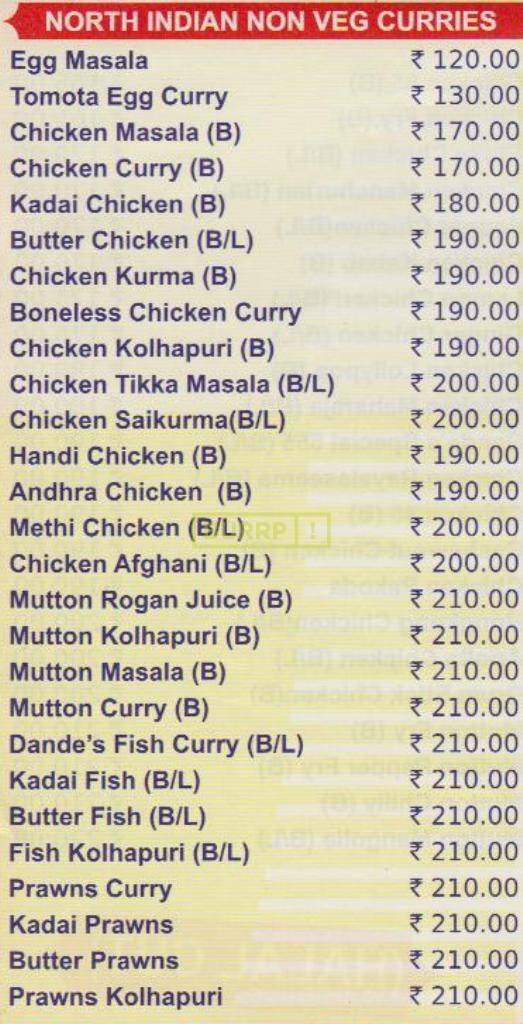 NORTH INDIAN NON VEG CURRIES
Egg Masala ₹ 120.00
Tomota Egg Curry ₹ 130.00
Chicken Masala (B) ₹ 170.00
Chicken Curry (B) ₹ 170.00
Kadai Chicken (B) ₹ 180.00
Butter Chicken (B/L) ₹ 190.00
Chicken Kurma (B) ₹ 190.00
Boneless Chicken Curry ₹ 190.00
Chicken Kolhapuri (B) ₹ 190.00
Chicken Tikka Masala (B/L) ₹ 200.00
Chicken Saikurma(B/L) ₹ 200.00
Handi Chicken (B) ₹ 190.00
Andhra Chicken (B) ₹ 190.00
Methi Chicken (B/L) ₹ 200.00
Chicken Afghani (B/L) ₹ 200.00
Mutton Rogan Juice (B) ₹ 210.00
Mutton Kolhapuri (B) ₹ 210.00
Mutton Masala (B) ₹ 210.00
Mutton Curry (B) ₹ 210.00
Dande's Fish Curry (B/L) ₹ 210.00
Kadai Fish (B/L) ₹ 210.00
Butter Fish (B/L) ₹ 210.00
Fish Kolhapuri (B/L) ₹ 210.00
Prawns Curry ₹ 210.00
Kadai Prawns ₹ 210.00
Butter Prawns ₹ 210.00
Prawns Kolhapuri ₹ 210.00